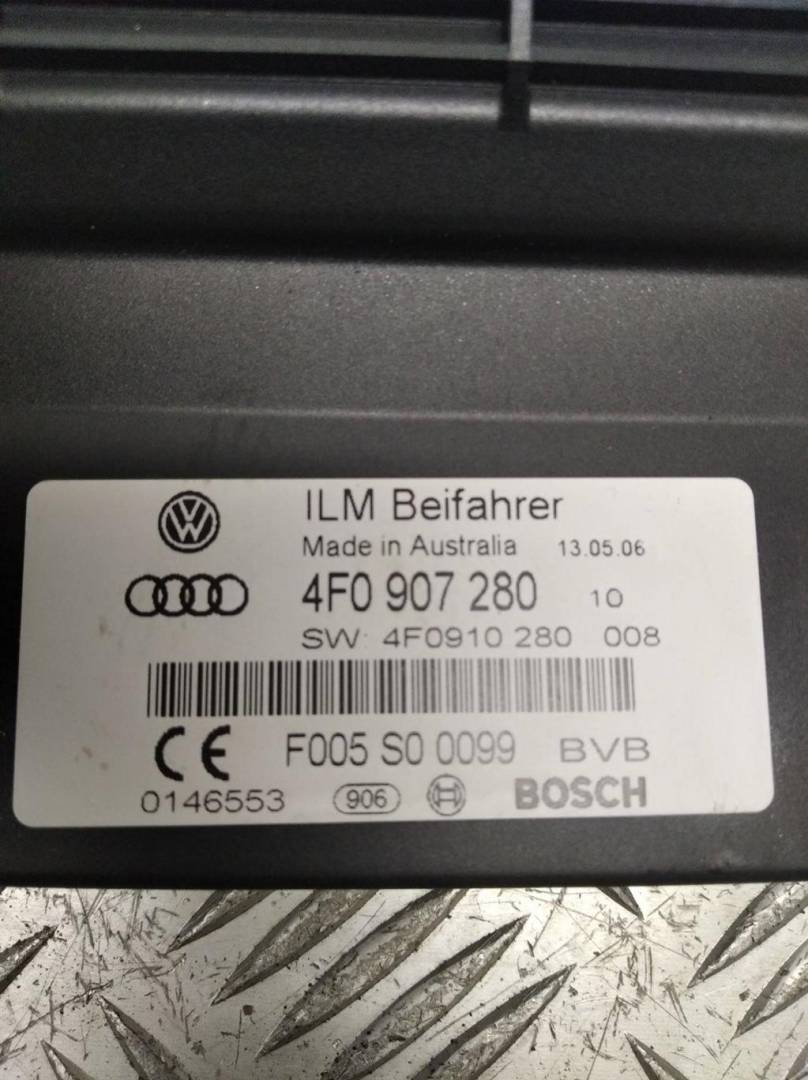 ILM Beifahrer
Made in Australia 13.05.06
4F0 907 280 10
SW: 4F0910 280 008
CE F005 S0 0099 BVB
0146553 906 BOSCH